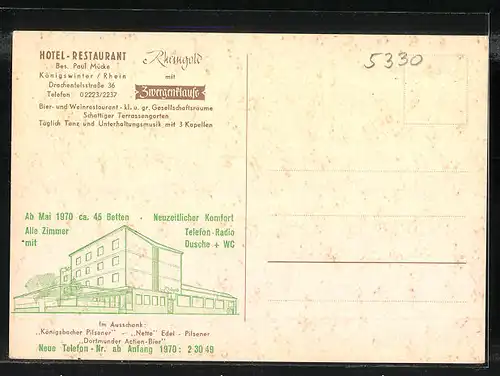 HOTEL-RESTAURANT
Bes. Paul Mücke
Königswinter / Rhein
Drachenfelsstraße 36
Telefon 02223/2237
Rheingold
mit
Zwergenklause
Bier- und Weinrestaurant - kl. u. gr. Gesellschaftsräume
Schattiger Terrassengarten
Täglich Tanz und Unterhaltungsmusik mit 3 Kapellen
5330
Ab Mai 1970 ca. 45 Betten - Neuzeitlicher Komfort
Alle Zimmer
mit
Telefon-Radio
Dusche + WC
Im Ausschank:
„Königsbacher Pilsener" — „Nette" Edel - Pilsener
„Dortmunder Actien-Bier"
Neue Telefon-Nr. ab Anfang 1970: 2 30 49